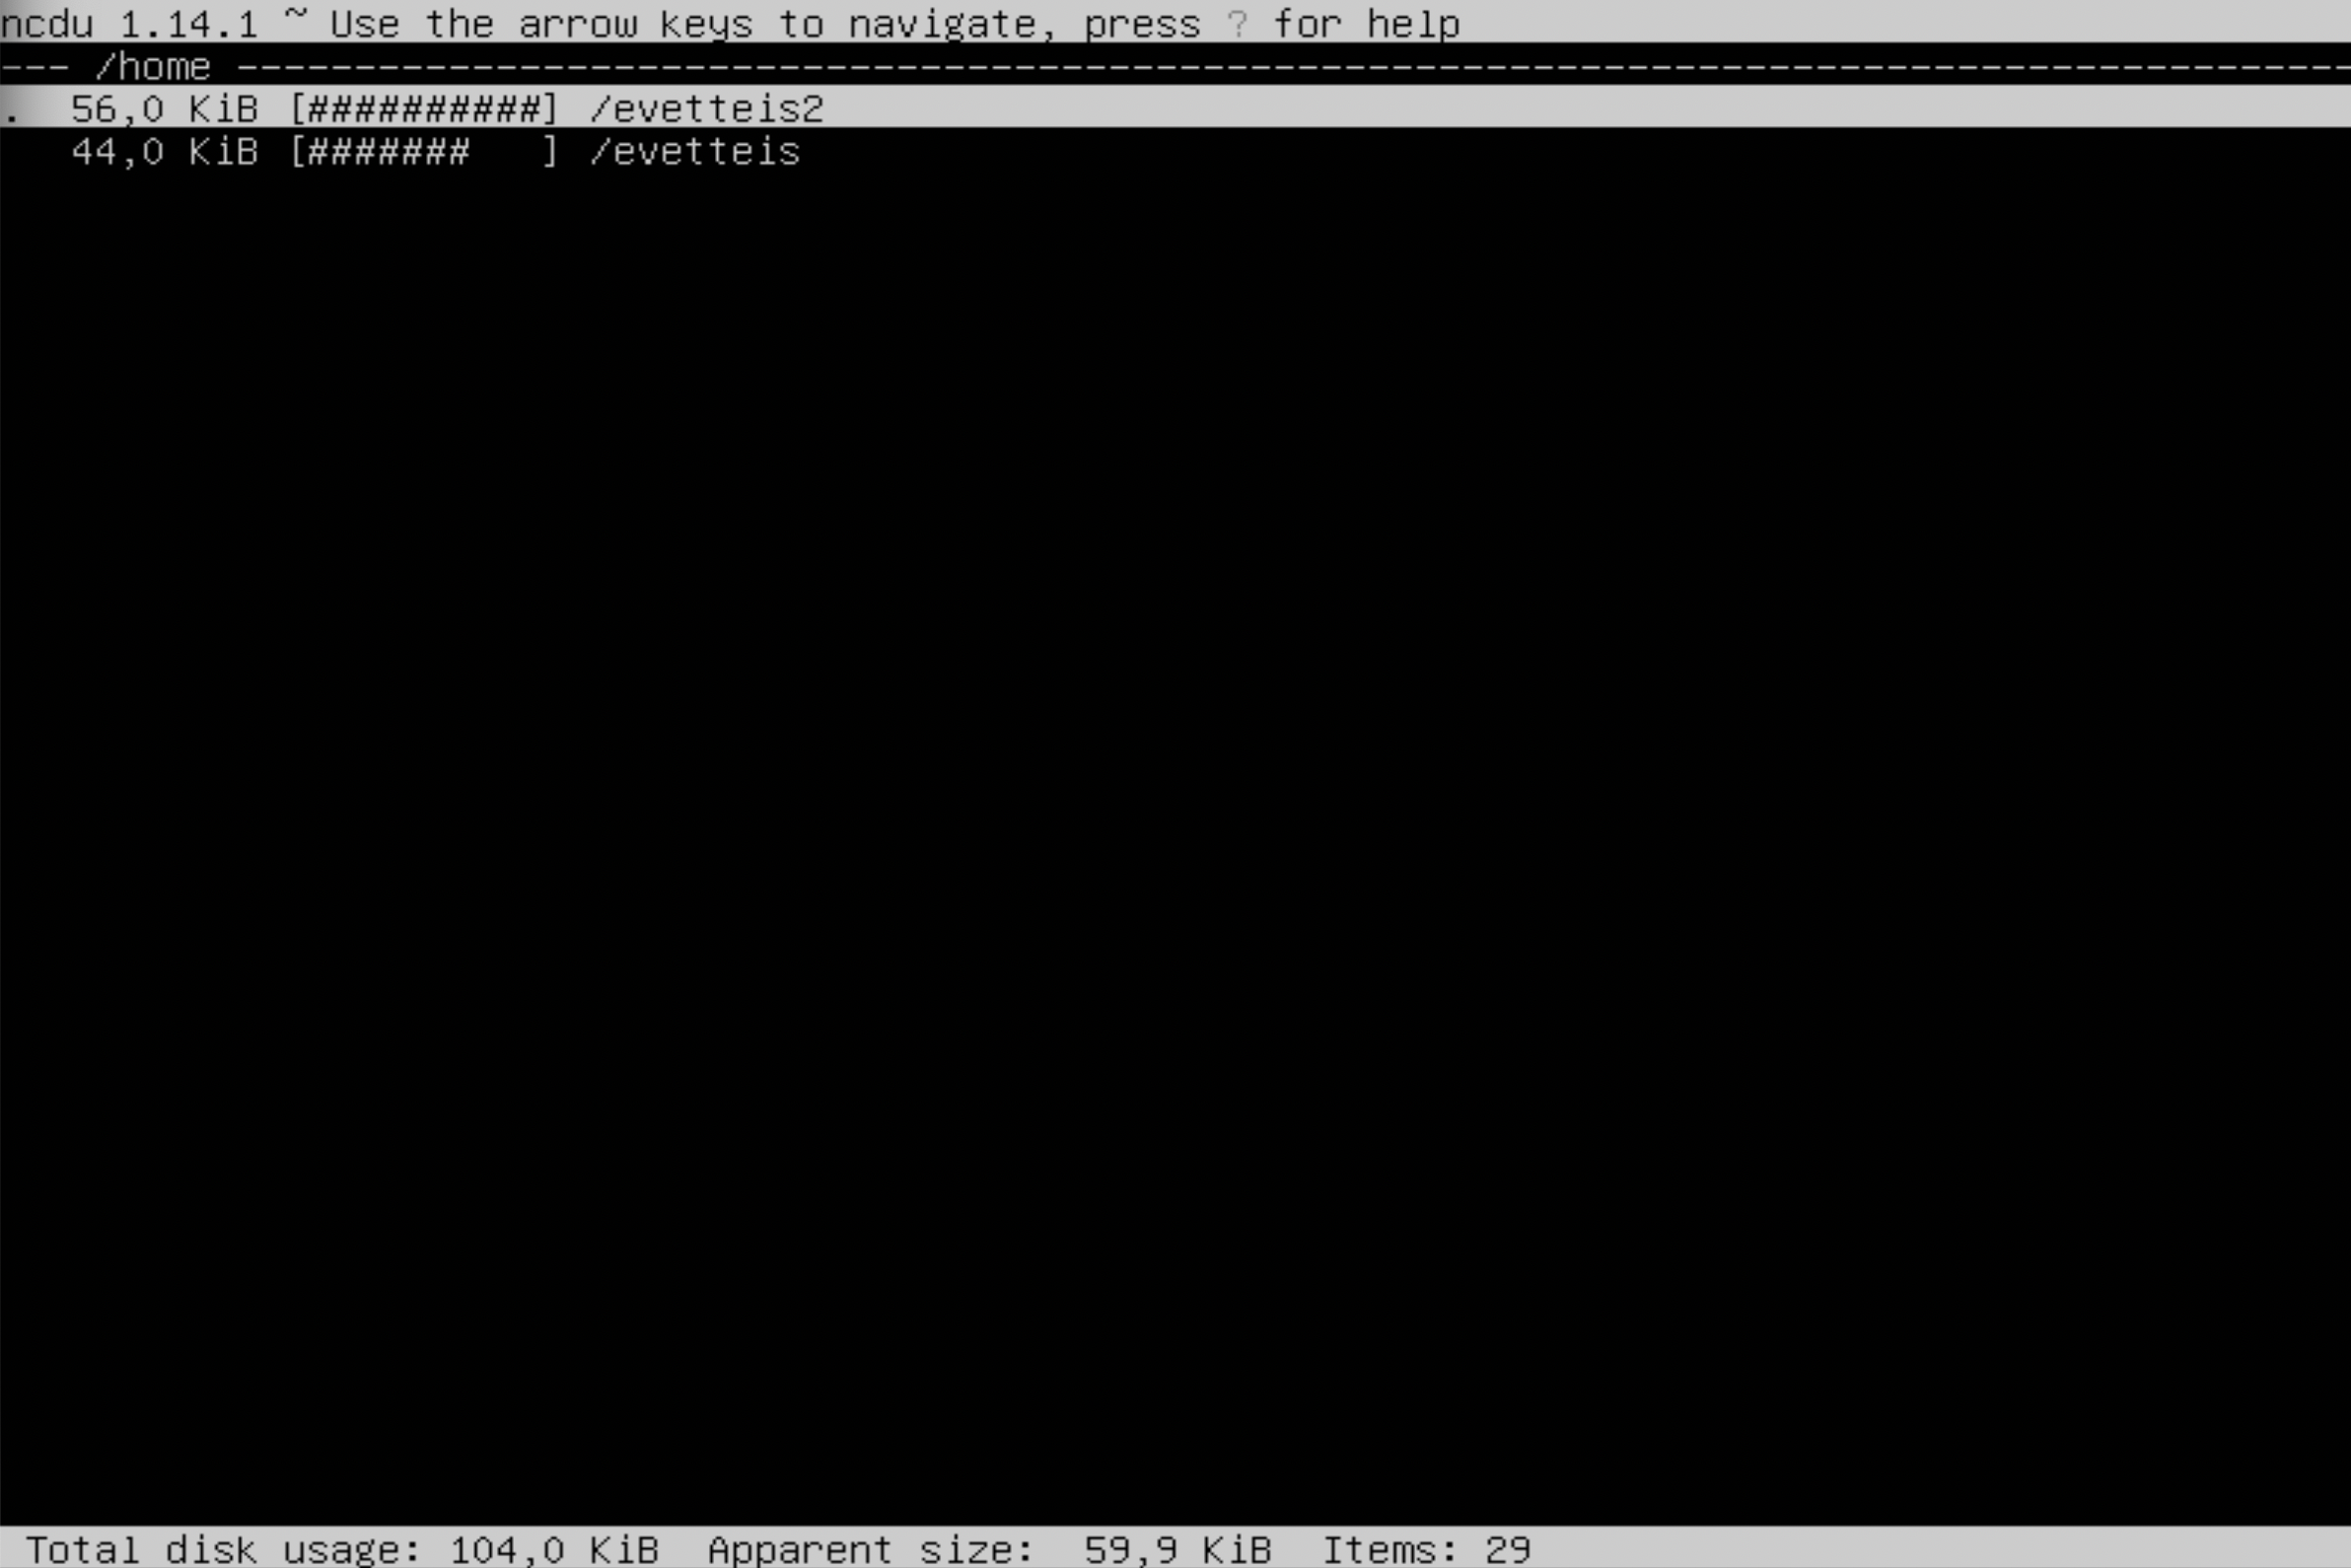 ncdu 1.14.1 ~ Use the arrow keys to navigate, press ? for help
--- /home ------------------------------------------------------------------------------------------
.  56,0 KiB [##########] /evetteis2
   44,0 KiB [#######   ] /evetteis
Total disk usage: 104,0 KiB  Apparent size:  59,9 KiB  Items: 29